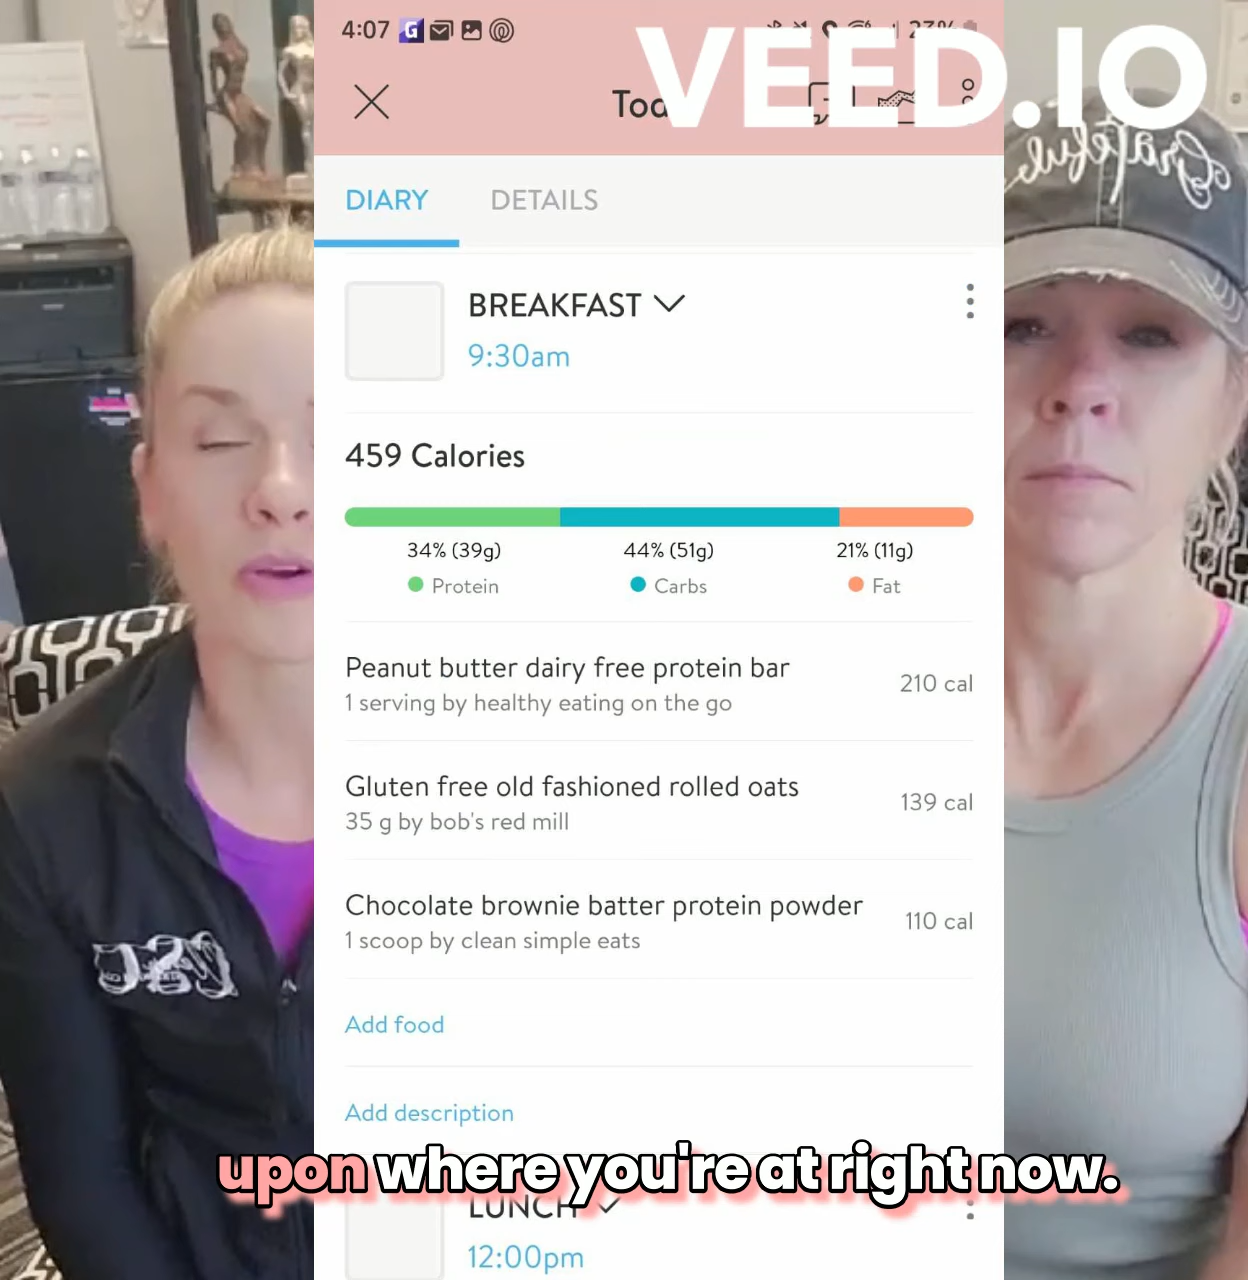 4:07
VEED.IO
DIARY DETAILS
BREAKFAST
9:30am
459 Calories
34% (39g) 44% (51g) 21% (11g)
Protein Carbs Fat
Peanut butter dairy free protein bar 210 cal
1 serving by healthy eating on the go
Gluten free old fashioned rolled oats 139 cal
35 g by bob's red mill
Chocolate brownie batter protein powder 110 cal
1 scoop by clean simple eats
Add food
Add description
upon where you're at right now.
LUNCH
12:00pm
Grateful